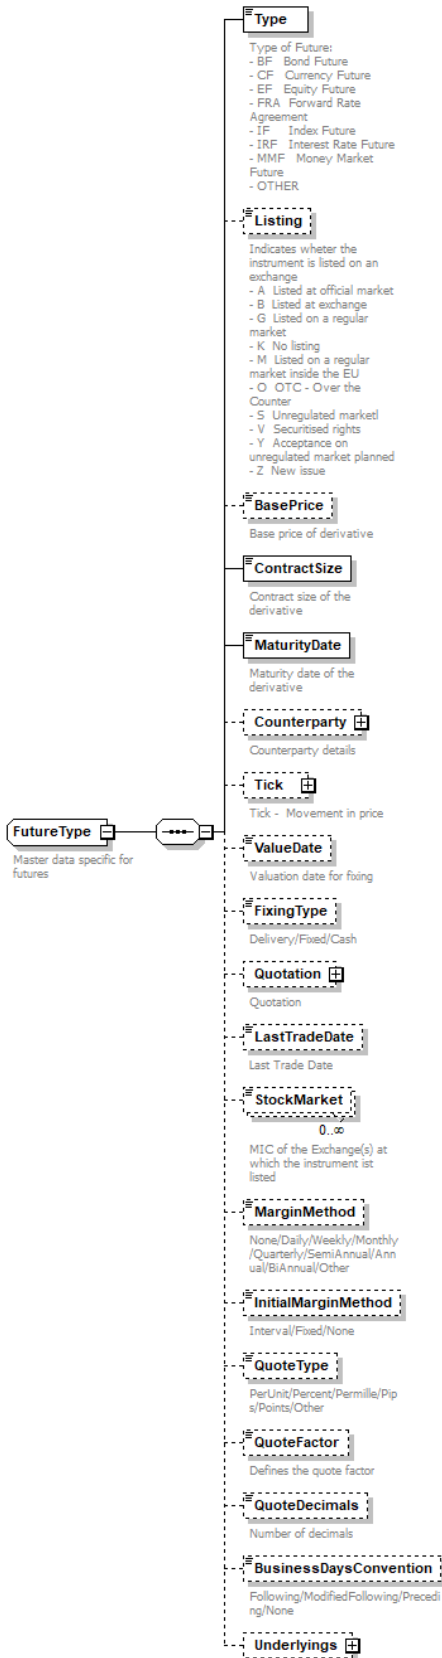 Type
Type of Future:
- BF Bond Future
- CF Currency Future
- EF Equity Future
- FRA Forward Rate
Agreement
- IF Index Future
- IRF Interest Rate Future
- MMF Money Market
Future
- OTHER
Listing
Indicates wheter the
instrument is listed on an
exchange
- A Listed at official market
- B Listed at exchange
- G Listed on a regular
market
- K No listing
- M Listed on a regular
market inside the EU
- O OTC - Over the
Counter
- S Unregulated marketl
- V Securitised rights
- Y Acceptance on
unregulated market planned
- Z New issue
BasePrice
Base price of derivative
ContractSize
Contract size of the
derivative
MaturityDate
Maturity date of the
derivative
Counterparty
Counterparty details
Tick
Tick - Movement in price
FutureType
Master data specific for
futures
ValueDate
Valuation date for fixing
FixingType
Delivery/Fixed/Cash
Quotation
Quotation
LastTradeDate
Last Trade Date
StockMarket
0..∞
MIC of the Exchange(s) at
which the instrument ist
listed
MarginMethod
None/Daily/Weekly/Monthly
/Quarterly/SemiAnnual/Ann
ual/BiAnnual/Other
InitialMarginMethod
Interval/Fixed/None
QuoteType
PerUnit/Percent/Permille/Pip
s/Points/Other
QuoteFactor
Defines the quote factor
QuoteDecimals
Number of decimals
BusinessDaysConvention
Following/ModifiedFollowing/Precedi
ng/None
Underlyings